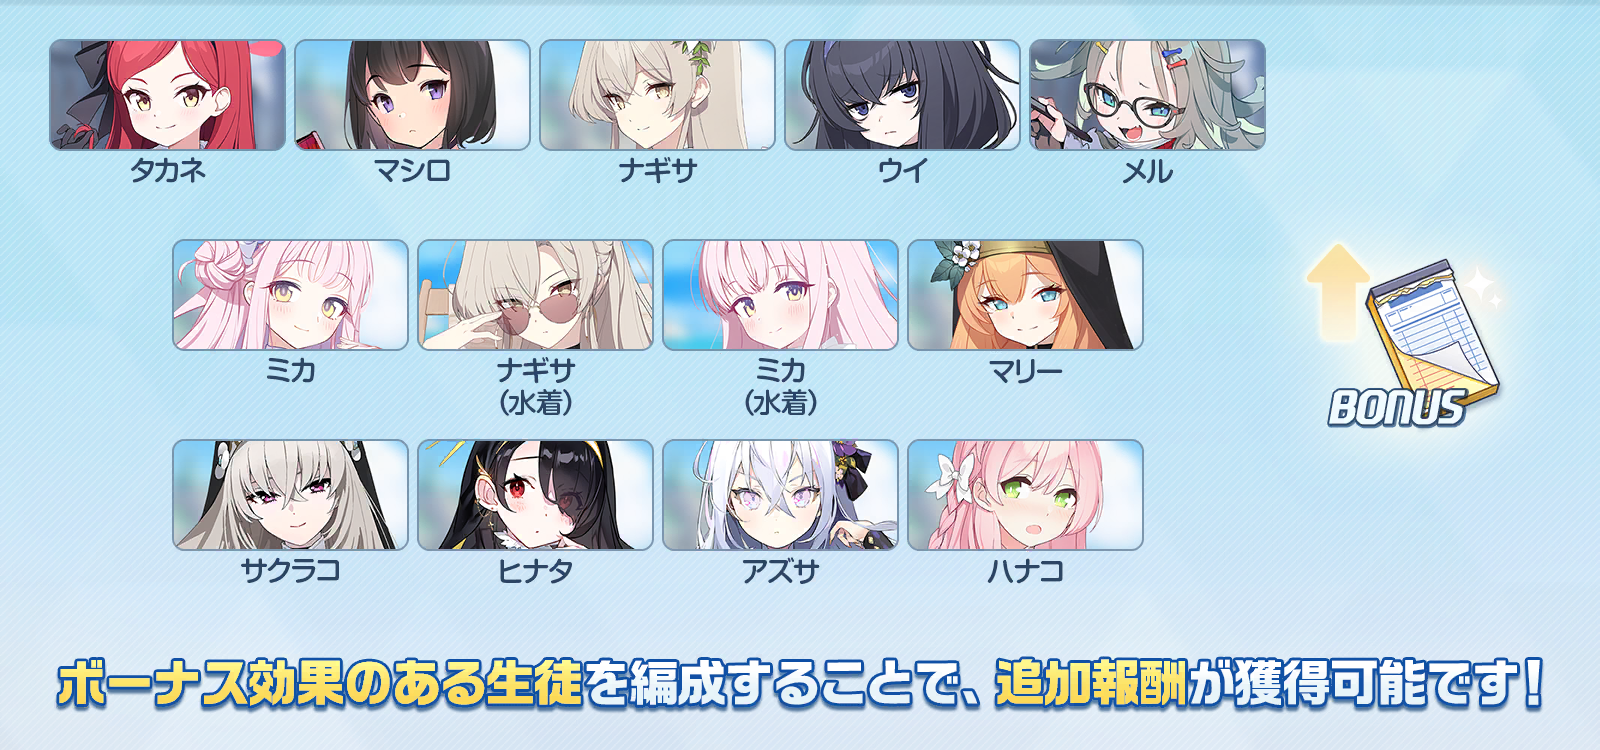 タカネ
マシロ
ナギサ
ウイ
メル
ミカ
ナギサ
(水着)
ミカ
(水着)
マリー
BONUS
サクラコ
ヒナタ
アズサ
ハナコ
ボーナス効果のある生徒を編成することで、追加報酬が獲得可能です!